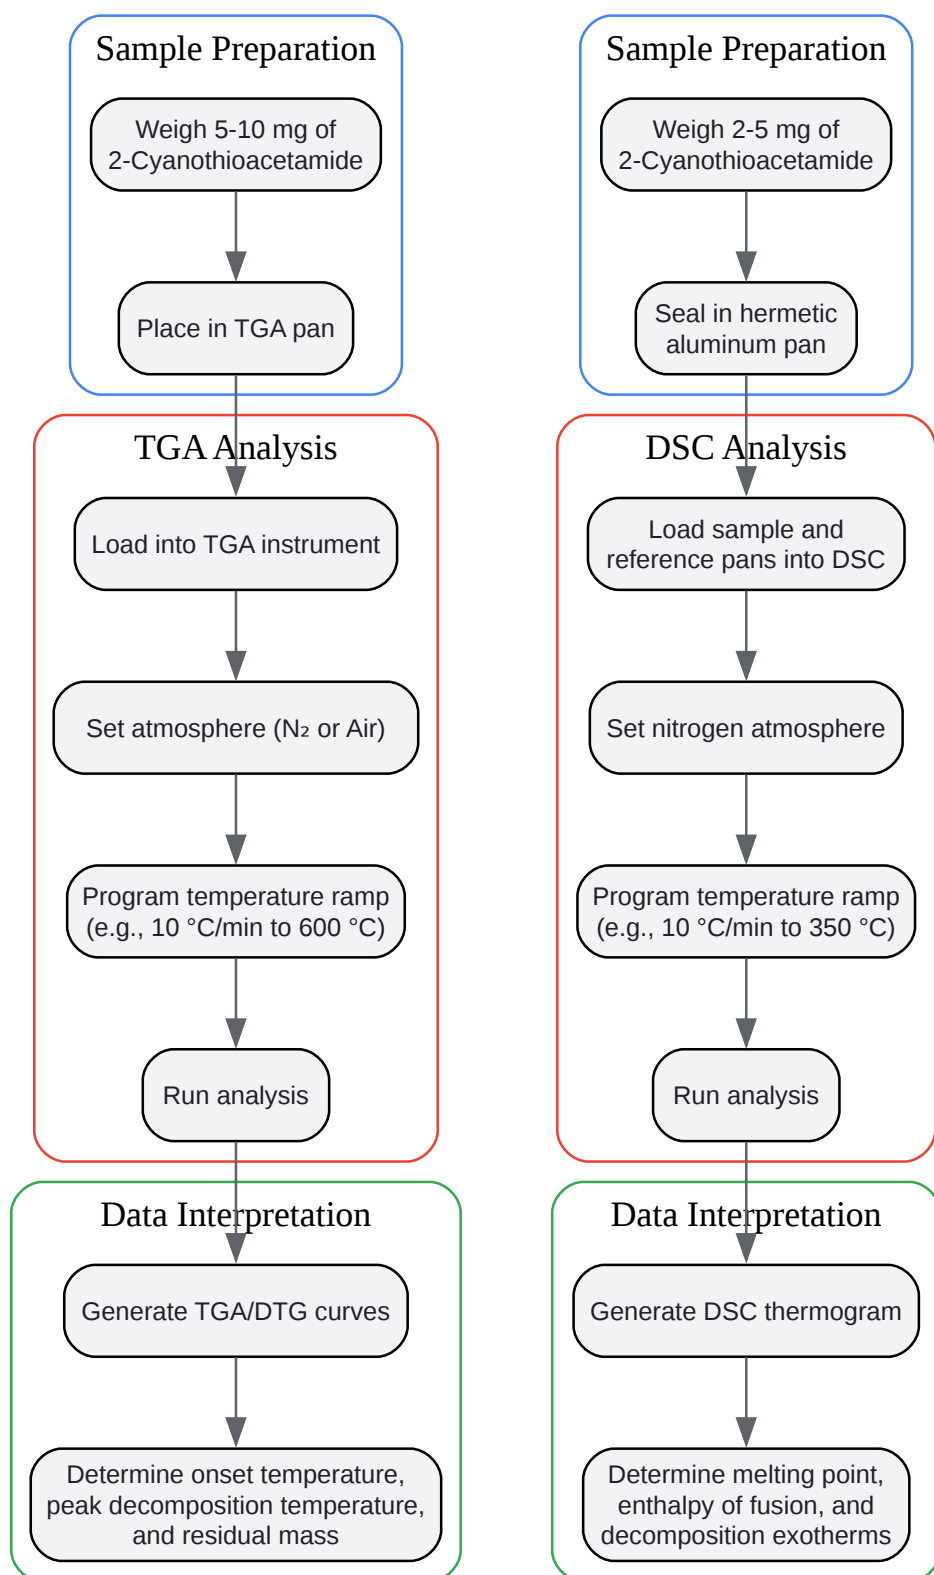 Sample Preparation
Weigh 5-10 mg of
2-Cyanothioacetamide
Place in TGA pan
TGA Analysis
Load into TGA instrument
Set atmosphere (N₂ or Air)
Program temperature ramp
(e.g., 10 °C/min to 600 °C)
Run analysis
Data Interpretation
Generate TGA/DTG curves
Determine onset temperature,
peak decomposition temperature,
and residual mass
Sample Preparation
Weigh 2-5 mg of
2-Cyanothioacetamide
Seal in hermetic
aluminum pan
DSC Analysis
Load sample and
reference pans into DSC
Set nitrogen atmosphere
Program temperature ramp
(e.g., 10 °C/min to 350 °C)
Run analysis
Data Interpretation
Generate DSC thermogram
Determine melting point,
enthalpy of fusion, and
decomposition exotherms